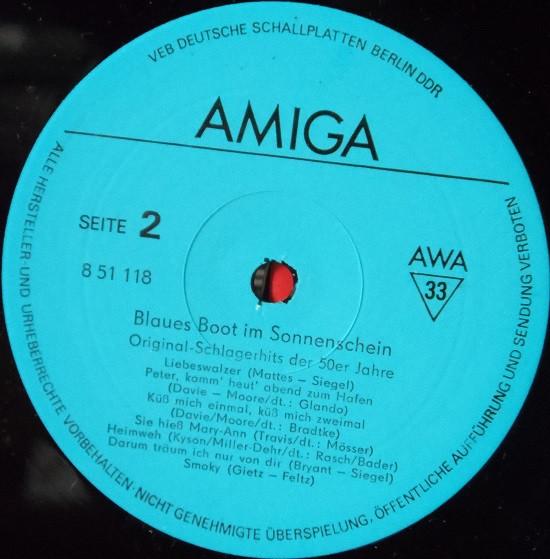 VEB DEUTSCHE SCHALLPLATTEN BERLIN DDR
AMIGA
SEITE 2
8 51 118
AWA
33
Blaues Boot im Sonnenschein
Original-Schlagerhits der 50er Jahre
Liebeswalzer (Mattes – Siegel)
Peter, komm' heut' abend zum Hafen
(Davie – Moore/dt.: Glando)
Küß mich einmal, küß mich zweimal
(Davie/Moore/dt.: Bradtke)
Sie hieß Mary-Ann (Travis/dt.: Mösser)
Heimweh (Kyson/Miller-Dehr/dt.: Rasch/Bader)
Darum träum ich nur von dir (Bryant – Siegel)
Smoky (Gietz – Feltz)
ALLE HERSTELLER- UND URHEBERRECHTE VORBEHALTEN · NICHT GENEHMIGTE ÜBERSPIELUNG, ÖFFENTLICHE AUFFÜHRUNG UND SENDUNG VERBOTEN